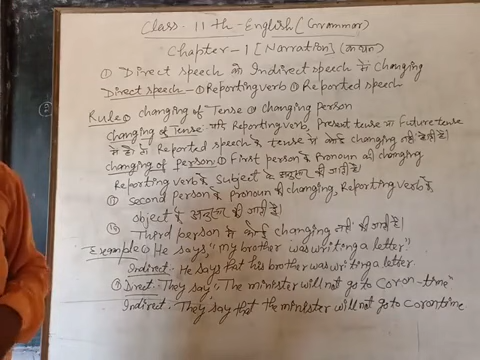 Class. 11th-English (Grammar)
Chapter-1 [Narration] (कथन)
① Direct speech को Indirect speech में Changing
Direct speech - ① Reporting verb ② Reported speech
Rule ① changing of Tense ② Changing person
Changing of Tense यदि Reporting verb, Present tense या Future tense
में हो तो Reported speech के tense में कोई changing नहीं होती है।
changing of person ① First person के Pronoun की changing
Reporting verb के Subject के अनुसार की जाती है।
② Second person के pronoun की changing, Reporting verb के
object के अनुसार की जाती है।
Third person में कोई changing नहीं की जाती है।
Example ① He says, "My brother was writing a letter"
Indirect. He says that his brother was writing a letter.
② Direct. They say "The minister will not go to Coron-time"
Indirect. They say that the minister will not go to corontime